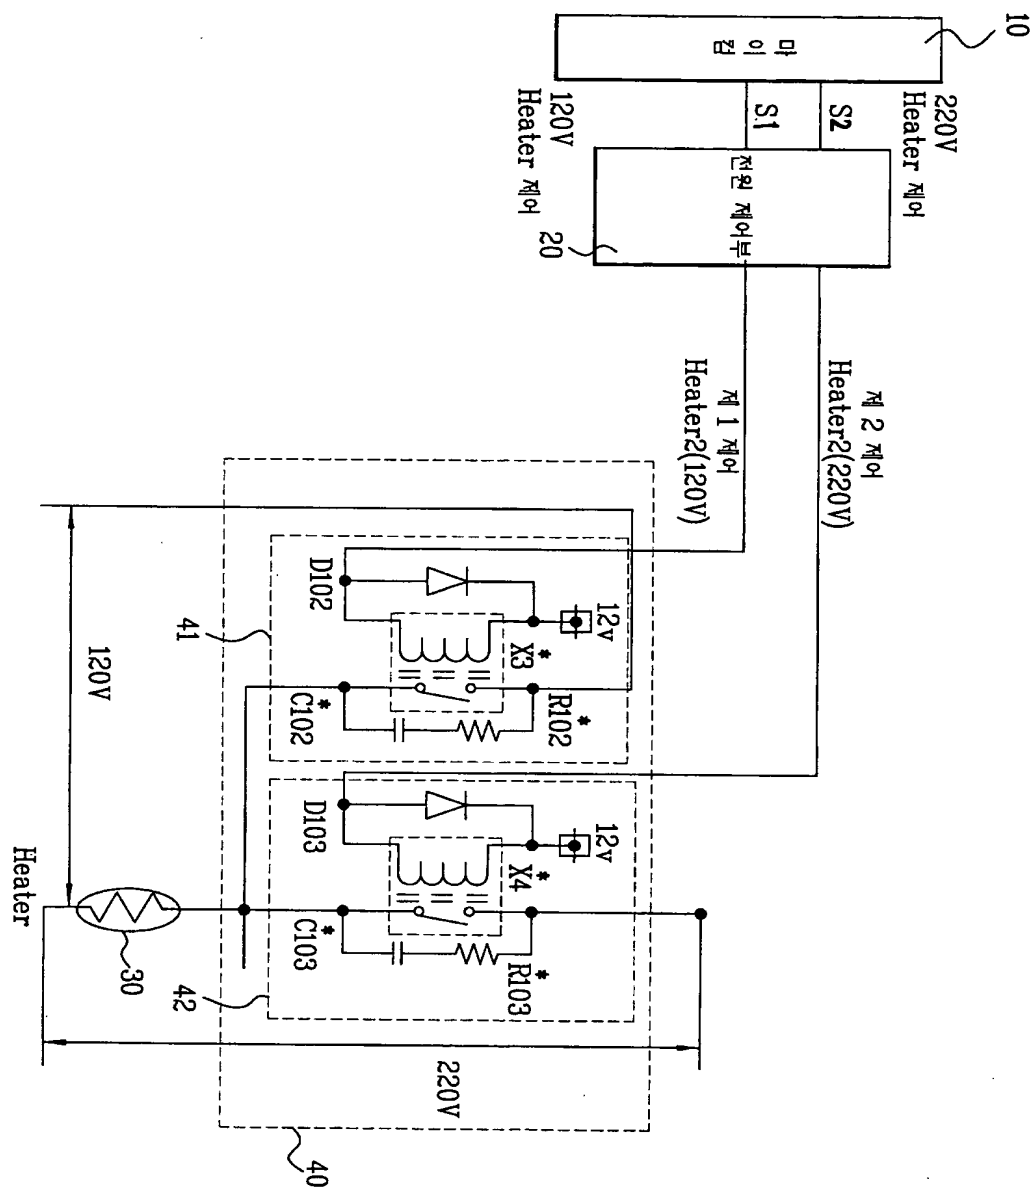 10
마이컴
220V
Heater 제어
S2
S1
120V
Heater 제어
전원 제어부
20
제 2 제어
Heater2(220V)
제 1 제어
Heater2(120V)
12v
D102
X3*
41
C102*
R102*
120V
12v
D103
X4*
C103*
R103*
42
Heater
30
220V
40